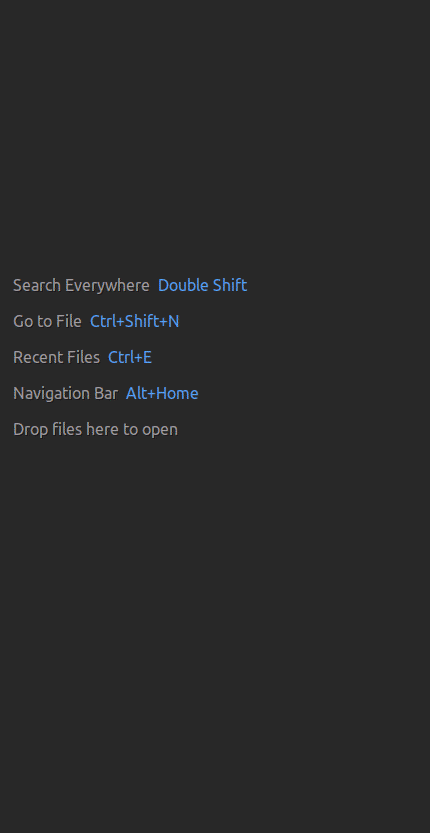 Search Everywhere Double Shift
Go to File Ctrl+Shift+N
Recent Files Ctrl+E
Navigation Bar Alt+Home
Drop files here to open